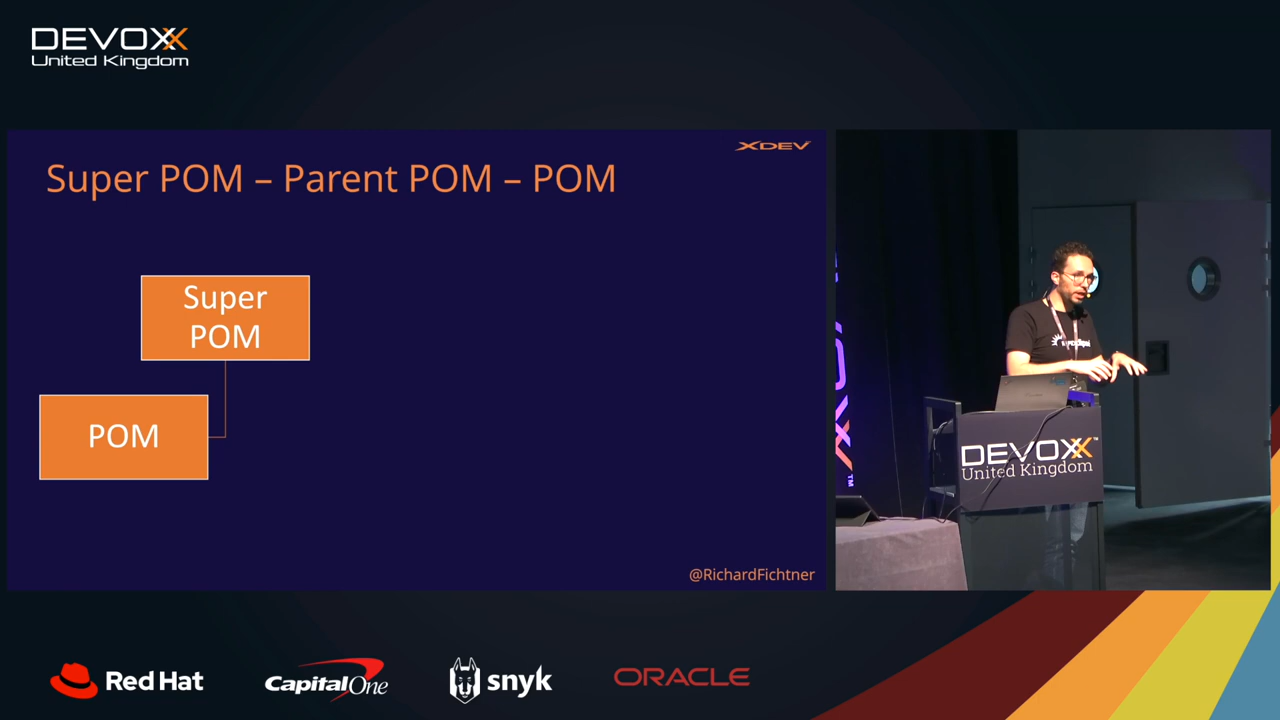 DEVOXX
United Kingdom
XDEV
Super POM – Parent POM – POM
Super
POM
POM
@RichardFichtner
DEVOXX™
United Kingdom
Red Hat
Capital One
snyk
ORACLE